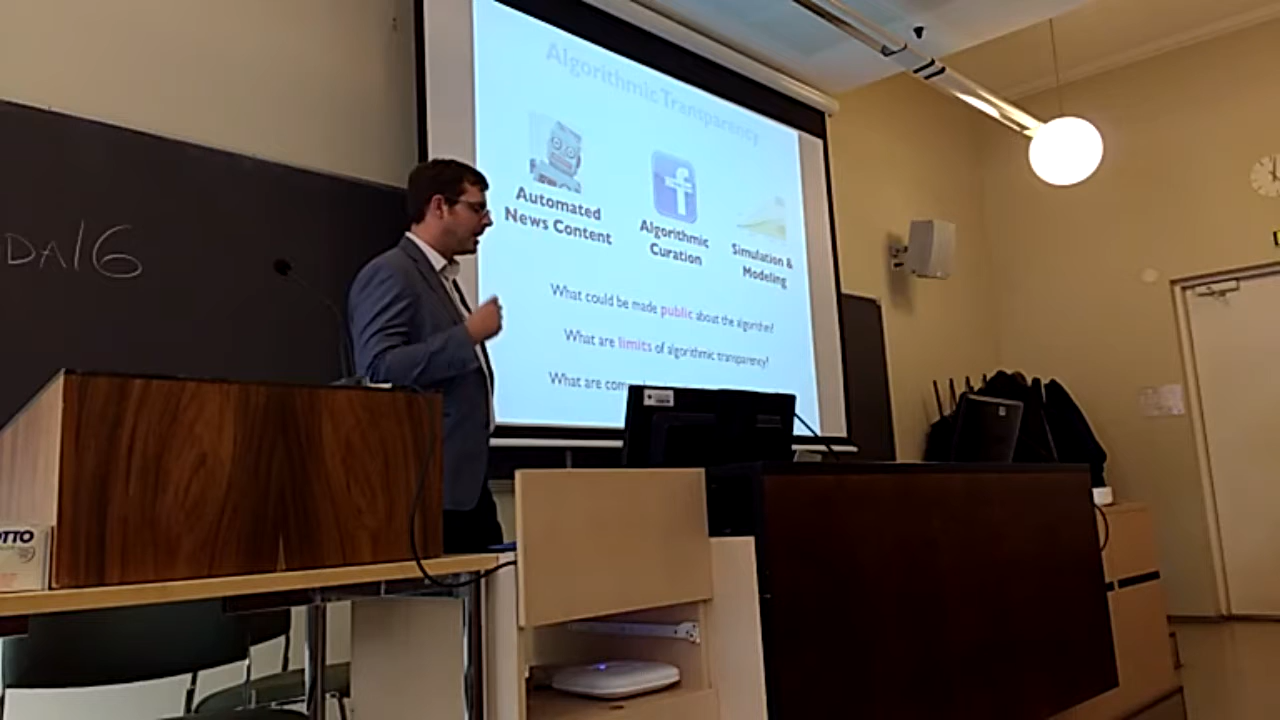 DA16
Algorithmic Transparency
Automated
News Content
Algorithmic
Curation
Simulation &
Modeling
What could be made public about the algorithm?
What are limits of algorithmic transparency?
What are
OTTO